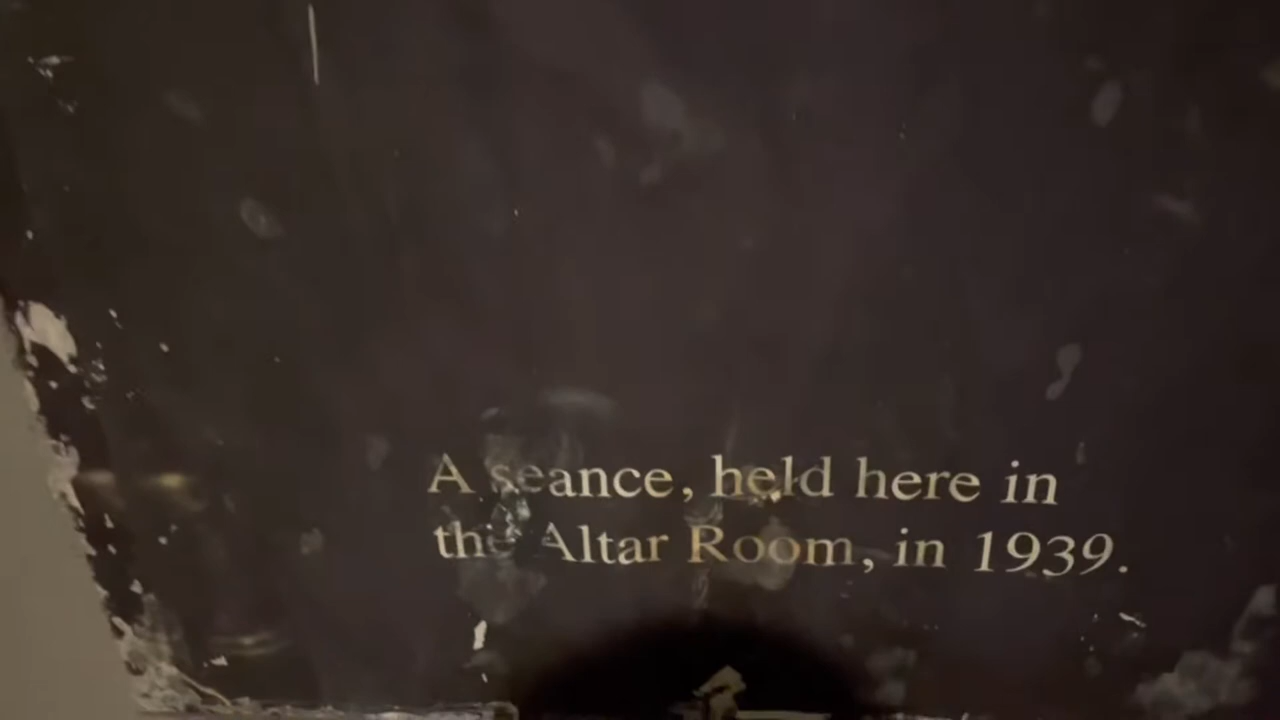 A seance, held here in
the Altar Room, in 1939.